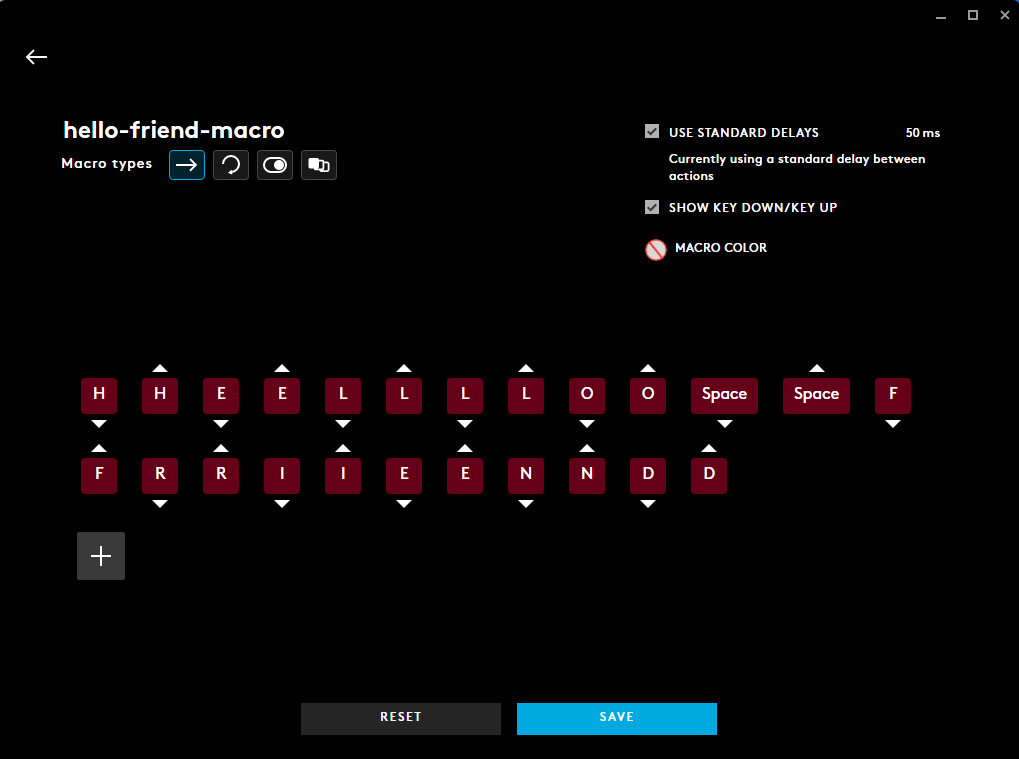 hello-friend-macro
Macro types
USE STANDARD DELAYS 50 ms
Currently using a standard delay between
actions
SHOW KEY DOWN/KEY UP
MACRO COLOR
H H E E L L L L O O Space Space F
F R R I I E E N N D D
RESET SAVE